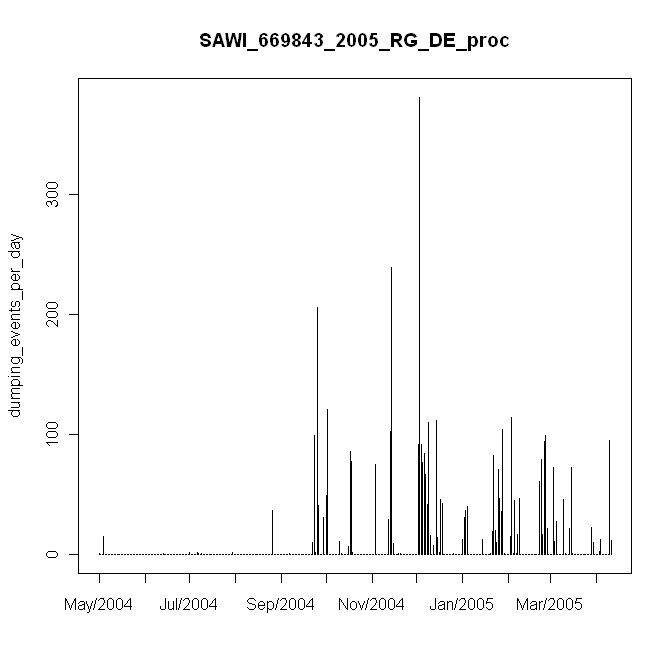 SAWI_669843_2005_RG_DE_proc
dumping_events_per_day
300
200
100
0
May/2004 Jul/2004 Sep/2004 Nov/2004 Jan/2005 Mar/2005